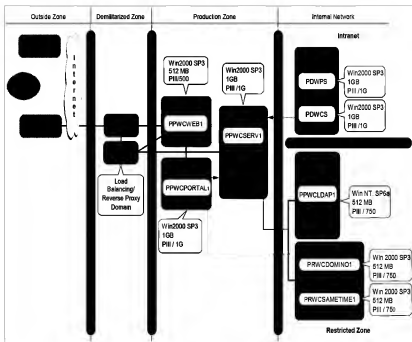 Outside Zone
Demilitarized Zone
Production Zone
Internal Network
Intranet
Internet
Win2000 SP3
512 MB
PIII/500
Win2000 SP3
1GB
PIII /1G
PPWCWEB1
PPWCSERV1
PPWCPORTAL1
Load
Balancing/
Reverse Proxy
Domain
Win2000 SP3
1GB
PIII / 1G
PDWPS
Win2000 SP3
1GB
PIII /1G
PDWCS
Win2000 SP3
1GB
PIII /1G
PPWCLDAP1
Win NT. SP6a
512 MB
PIII / 750
PRWCDOMINO1
Win 2000 SP3
512 MB
PIII / 750
PRWCSAMETIME1
Win 2000 SP3
512 MB
PIII / 750
Restricted Zone